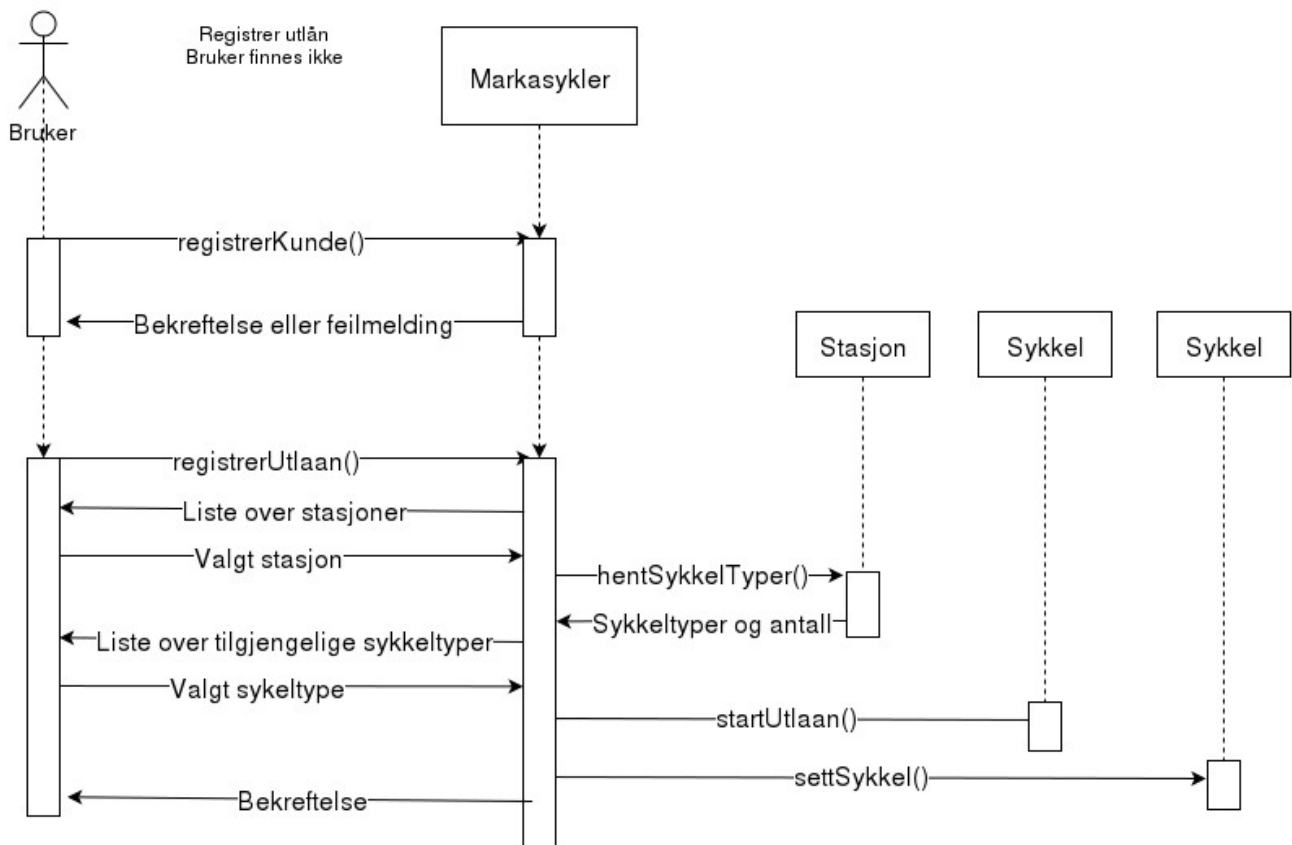 Registrer utlån
Bruker finnes ikke
Markasykler
Bruker
registrerKunde()
Bekreftelse eller feilmelding
Stasjon
Sykkel
Sykkel
registrerUtlaan()
Liste over stasjoner
Valgt stasjon
hentSykkelTyper()
Sykkeltyper og antall
Liste over tilgjengelige sykkeltyper
Valgt sykeltype
startUtlaan()
settSykkel()
Bekreftelse